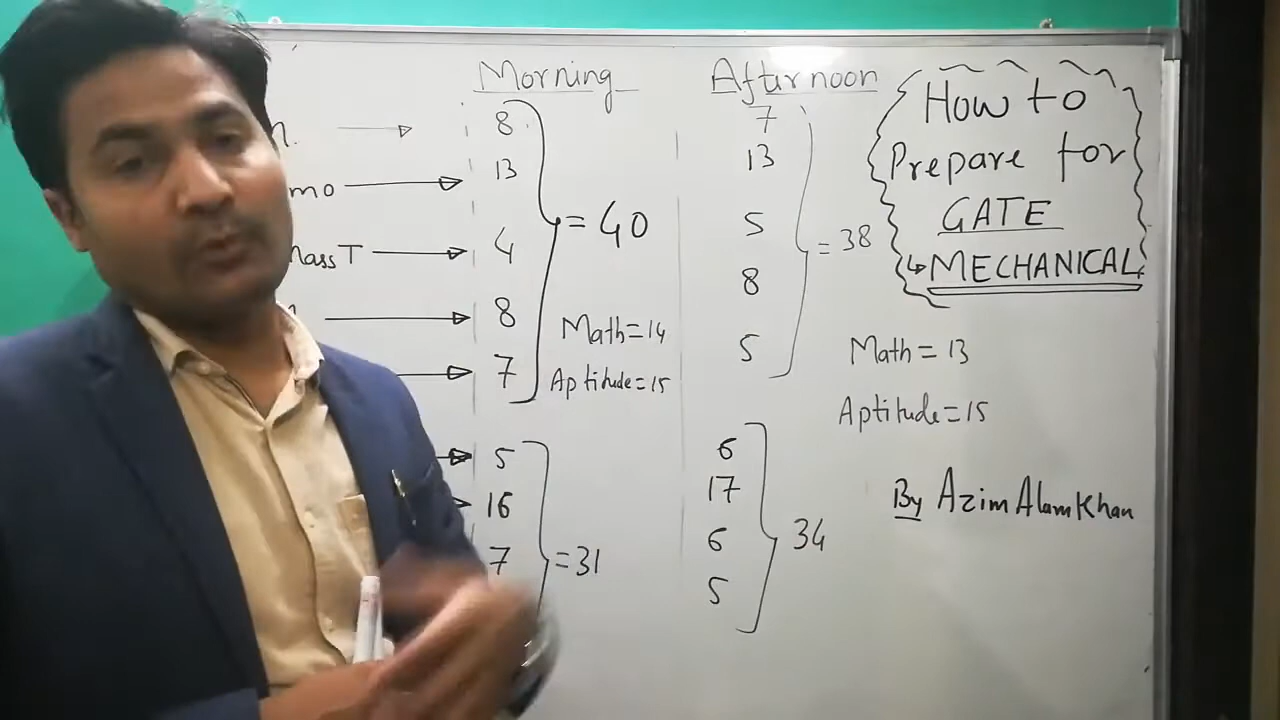 Morning Afternoon
8 7
13 13
4 5
8 8
7 5
= 40 = 38
Math=14
Aptitude=15
5 6
16 17
7 6
5
=31 34
How to
Prepare for
GATE
MECHANICAL
Math = 13
Aptitude=15
By Azim Alam Khan